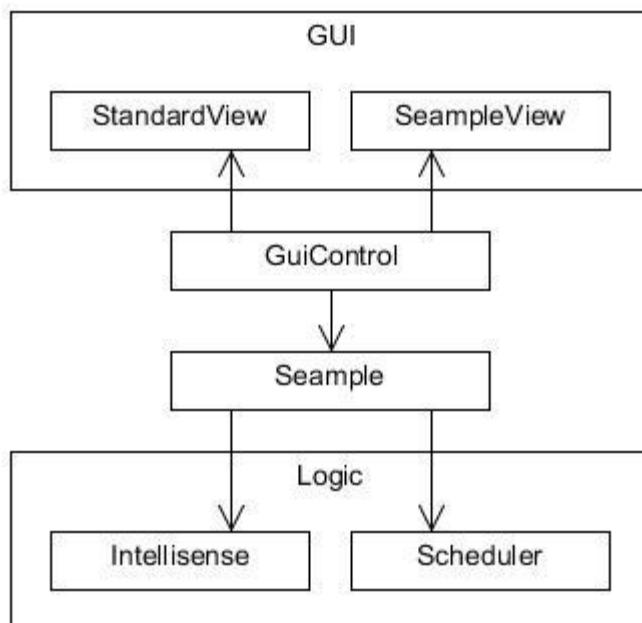 GUI
StandardView
SeampleView
GuiControl
Seample
Logic
Intellisense
Scheduler